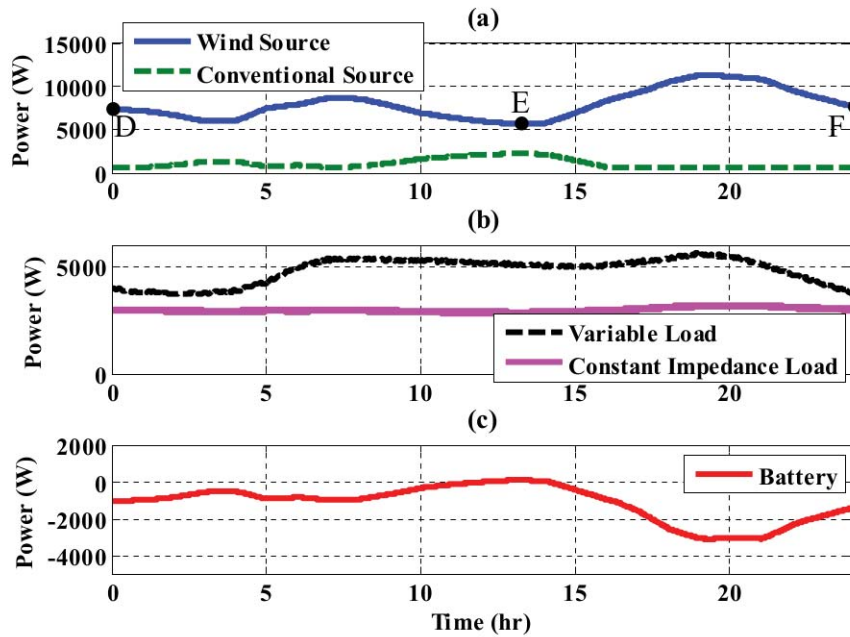 (a)
Wind Source
Conventional Source
15000
10000
5000
0
Power (W)
D
E
F
0 5 10 15 20
(b)
5000
0
Power (W)
Variable Load
Constant Impedance Load
0 5 10 15 20
(c)
2000
0
-2000
-4000
Power (W)
Battery
0 5 10 15 20
Time (hr)